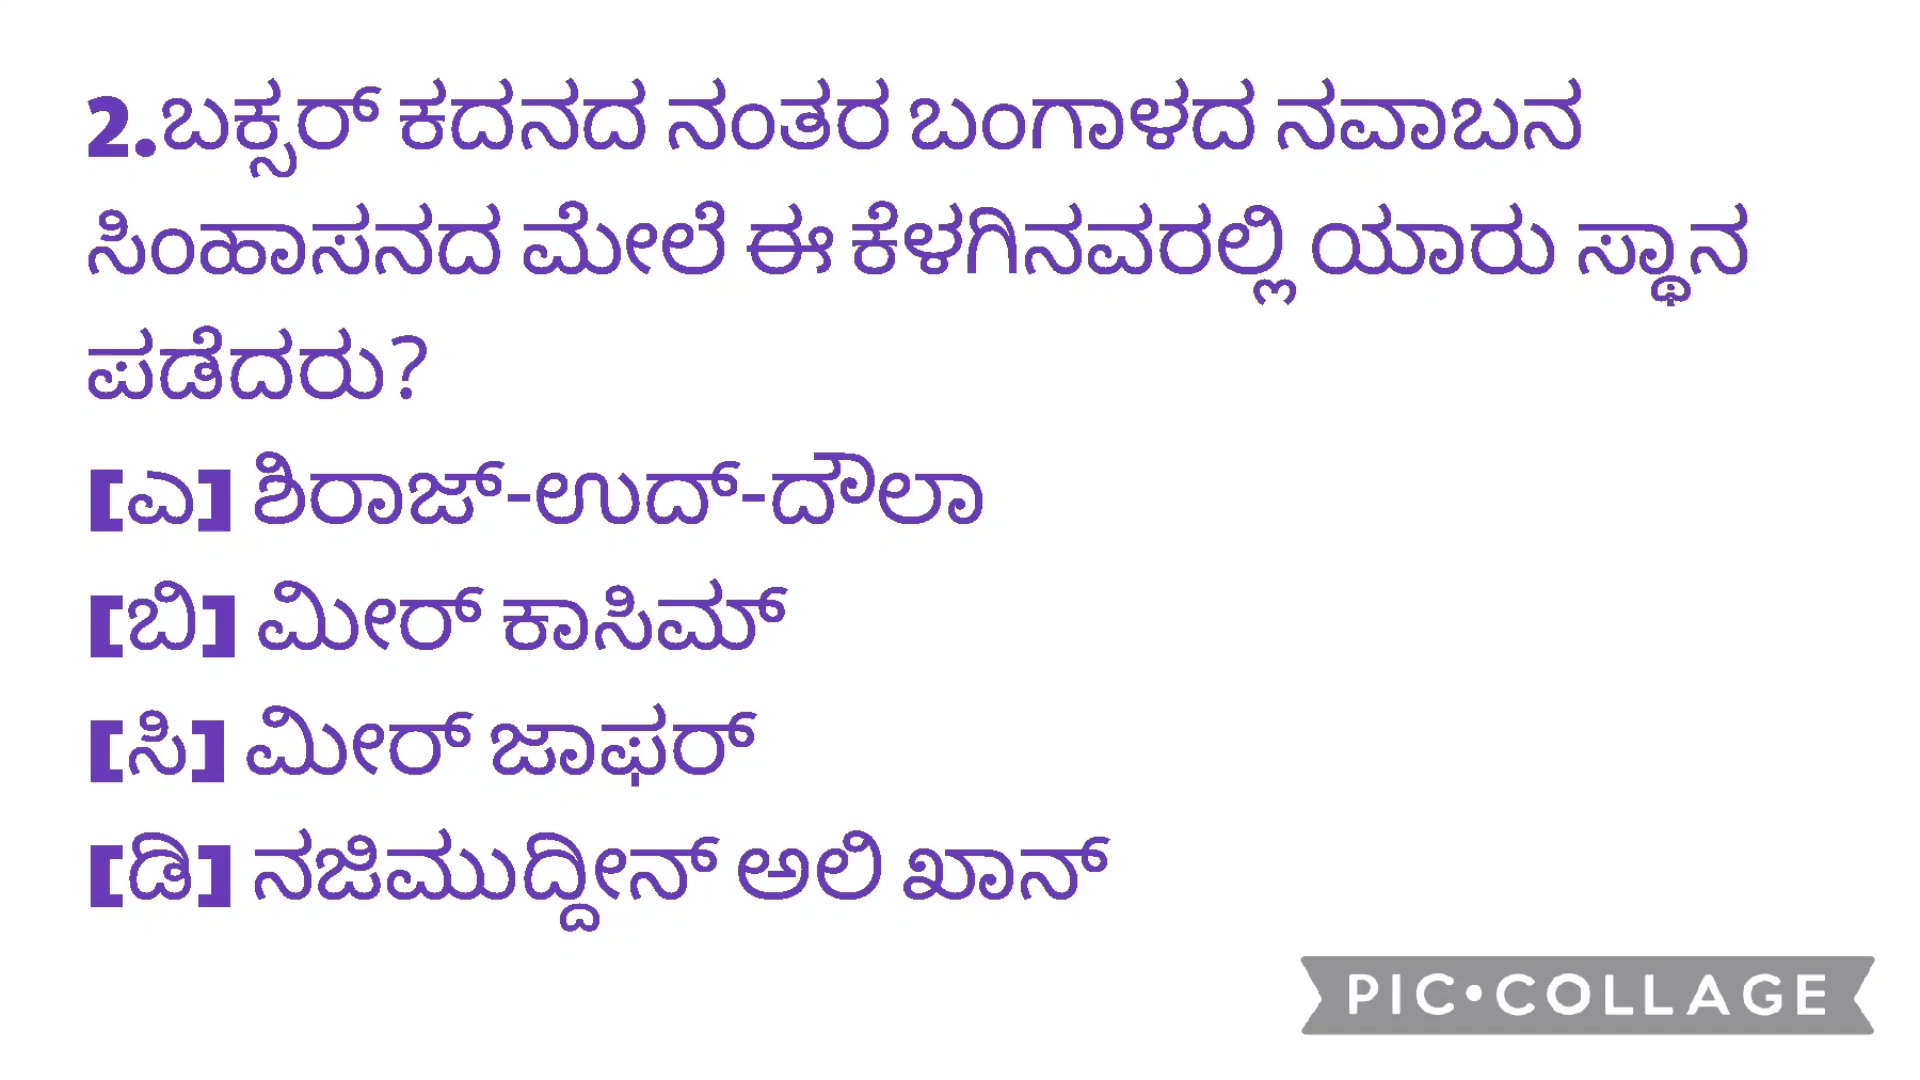 2.ಬಕ್ಸರ್ ಕದನದ ನಂತರ ಬಂಗಾಳದ ನವಾಬನ
ಸಿಂಹಾಸನದ ಮೇಲೆ ಈ ಕೆಳಗಿನವರಲ್ಲಿ ಯಾರು ಸ್ಥಾನ
ಪಡೆದರು?
[ಎ] ಶಿರಾಜ್-ಉದ್-ದೌಲಾ
[ಬಿ] ಮೀರ್ ಕಾಸಿಮ್
[ಸಿ] ಮೀರ್ ಜಾಫರ್
[ಡಿ] ನಜಿಮುದ್ದೀನ್ ಅಲಿ ಖಾನ್
PIC•COLLAGE